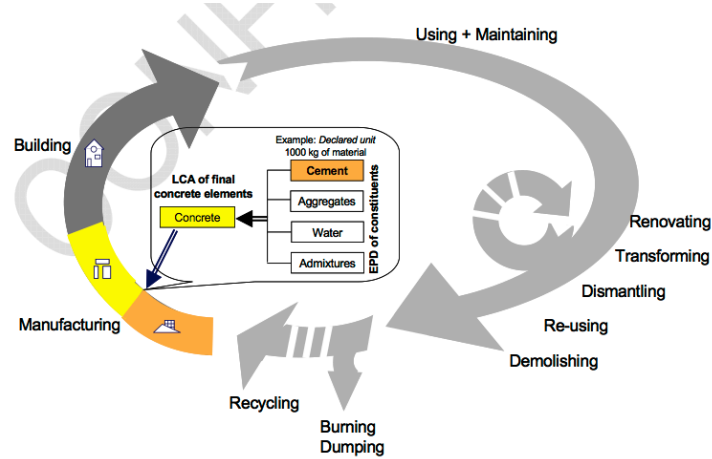 Using + Maintaining
Building
Example: Declared unit
1000 kg of material
LCA of final
concrete elements
Cement
Concrete
Aggregates
Water
Admixtures
EPD of constituents
Renovating
Transforming
Dismantling
Re-using
Demolishing
Manufacturing
Recycling
Burning
Dumping